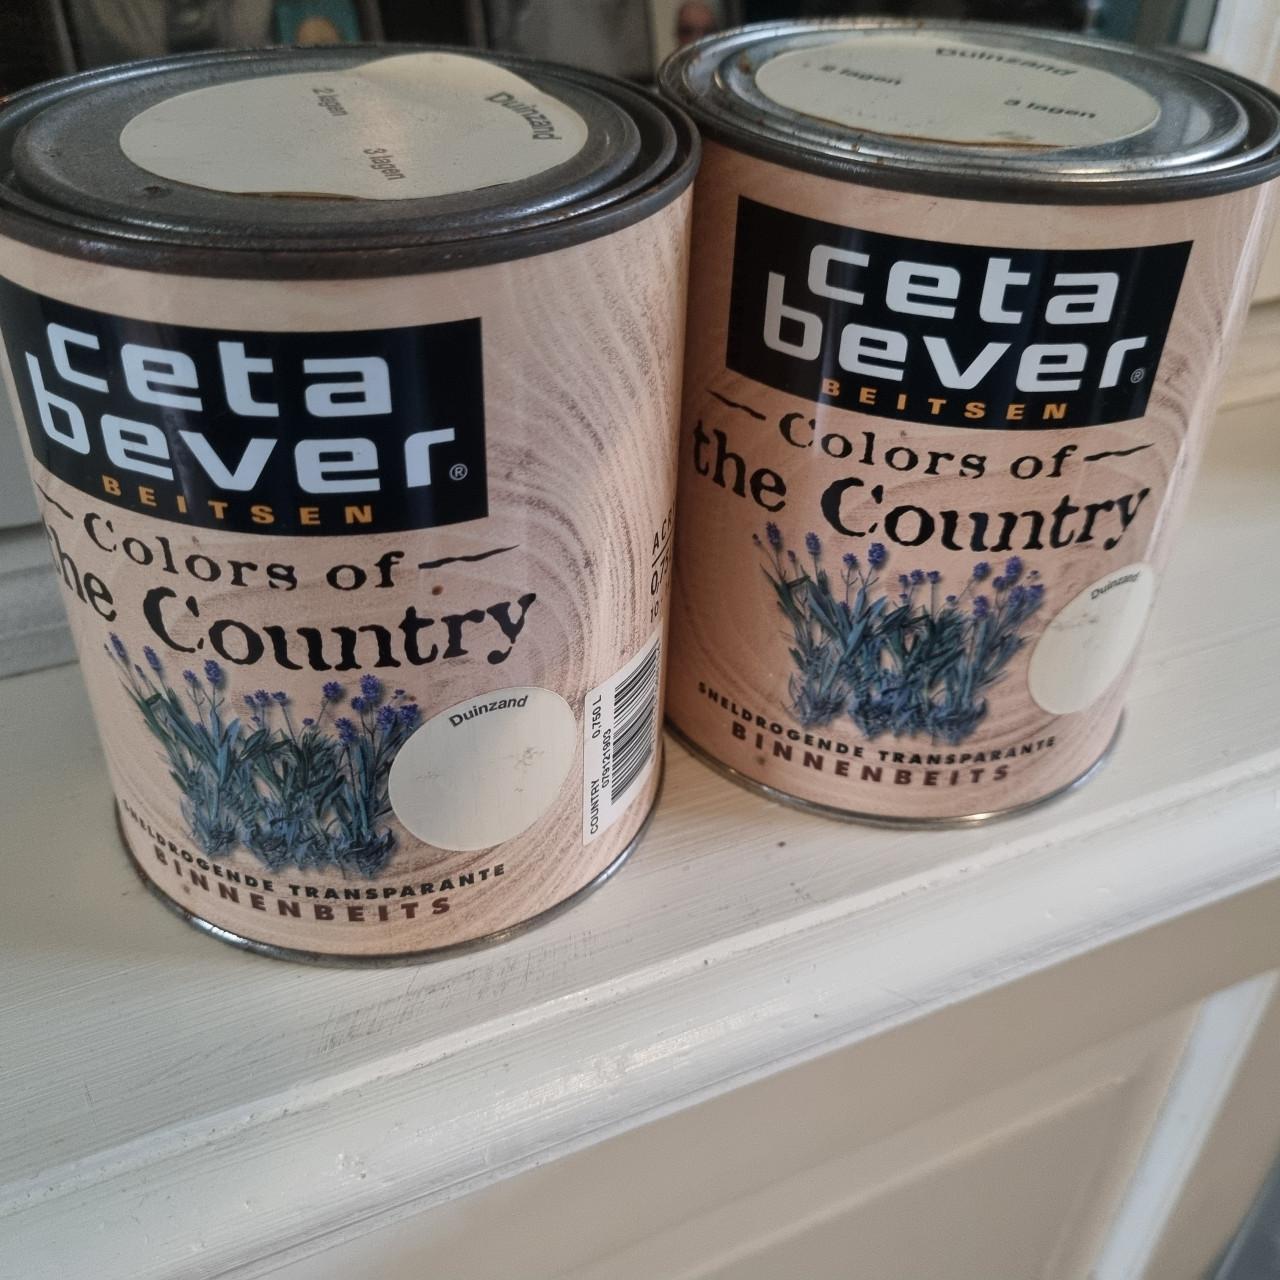 Duinzand
2 lagen
3 lagen
ceta
bever®
BEITSEN
Colors of
the Country
Duinzand
SNELDROGENDE TRANSPARANTE
BINNENBEITS
COUNTRY 0,750 L
Duinzand
2 lagen
3 lagen
ceta
bever®
BEITSEN
Colors of
the Country
Duinzand
SNELDROGENDE TRANSPARANTE
BINNENBEITS